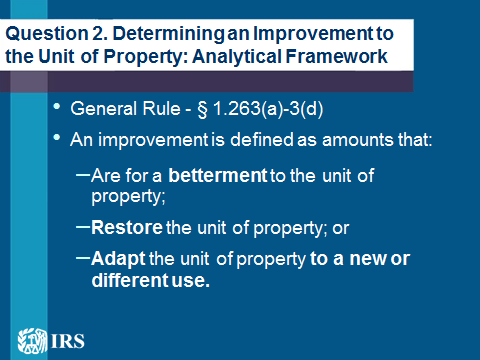 Question 2. Determining an Improvement to
the Unit of Property: Analytical Framework
• General Rule - § 1.263(a)-3(d)
• An improvement is defined as amounts that:
–Are for a betterment to the unit of
property;
–Restore the unit of property; or
–Adapt the unit of property to a new or
different use.
IRS